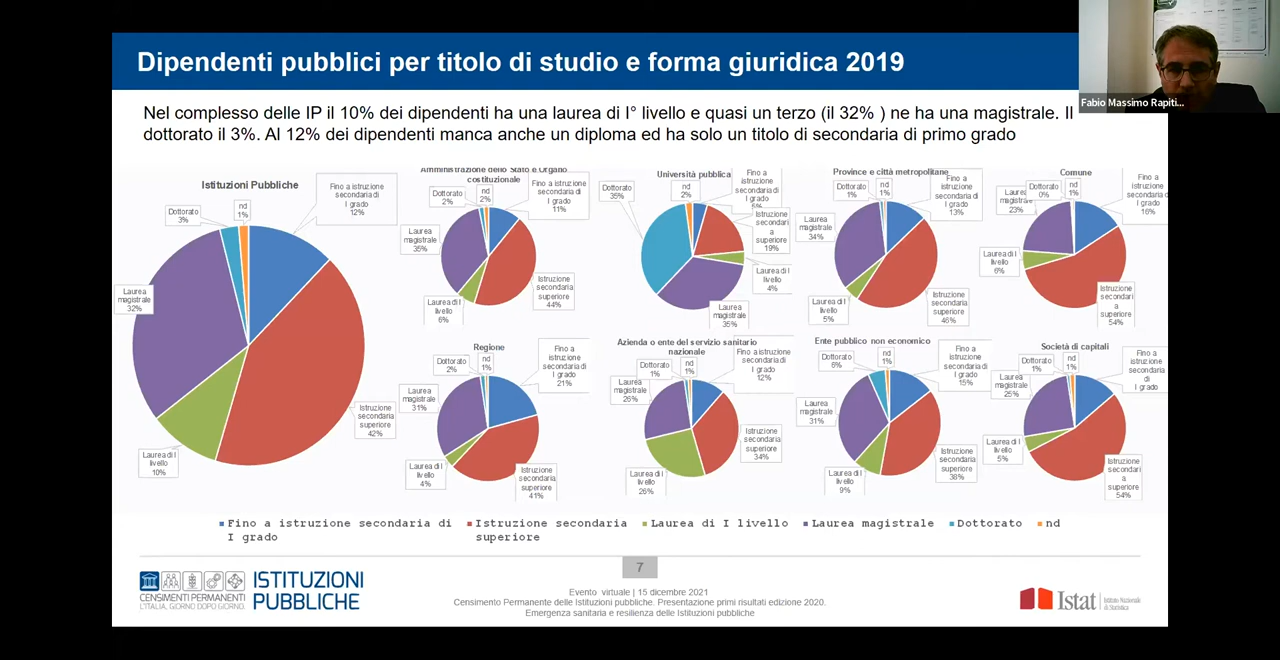 Dipendenti pubblici per titolo di studio e forma giuridica 2019
Fabio Massimo Rapiti...
Nel complesso delle IP il 10% dei dipendenti ha una laurea di I° livello e quasi un terzo (il 32% ) ne ha una magistrale. Il
dottorato il 3%. Al 12% dei dipendenti manca anche un diploma ed ha solo un titolo di secondaria di primo grado
Istituzioni Pubbliche
nd
1%
Fino a istruzione
secondaria di
I grado
12%
Dottorato
3%
Laurea
magistrale
32%
Istruzione
secondaria
superiore
42%
Laurea di I
livello
10%
Amministrazione dello Stato e Organo
costituzionale
Dottorato
2%
nd
2%
Fino a istruzione
secondaria di
I grado
11%
Laurea
magistrale
35%
Istruzione
secondaria
superiore
44%
Laurea di I
livello
6%
Università pubblica
Dottorato
35%
nd
2%
Fino a
istruzione
secondaria di
I grado
5%
Istruzione
secondari
a
superiore
19%
Laurea di I
livello
4%
Laurea
magistrale
35%
Province e città metropolitane
Dottorato
1%
nd
1%
Fino a
istruzione
secondaria di
I grado
13%
Laurea
magistrale
34%
Istruzione
secondaria
superiore
46%
Laurea di I
livello
5%
Comune
Laurea
23%
Dottorato
0%
nd
1%
Fino a
istruzione
secondaria di
I grado
16%
Laurea di I
livello
6%
Istruzione
secondari
a
superiore
54%
Regione
Dottorato
2%
nd
1%
Fino a
istruzione
secondaria di
I grado
21%
Laurea
magistrale
31%
Laurea di I
livello
4%
Istruzione
secondaria
superiore
41%
Azienda o ente del servizio sanitario
nazionale
Dottorato
1%
nd
1%
Fino a istruzione
secondaria di
I grado
12%
Laurea
magistrale
26%
Istruzione
secondaria
superiore
34%
Laurea di I
livello
26%
Ente pubblico non economico
Dottorato
6%
nd
1%
Fino a
istruzione
secondaria di
I grado
15%
Laurea
magistrale
31%
Laurea di I
livello
9%
Istruzione
secondaria
superiore
38%
Società di capitali
Dottorato
1%
nd
1%
Fino a
istruzione
secondaria
di
I grado
Laurea
magistrale
25%
Laurea di I
livello
5%
Istruzione
secondari
a
superiore
54%
Fino a istruzione secondaria di
I grado
Istruzione secondaria
superiore
Laurea di I livello
Laurea magistrale
Dottorato
nd
7
CENSIMENTI PERMANENTI
L'ITALIA, GIORNO DOPO GIORNO.
ISTITUZIONI
PUBBLICHE
Evento virtuale | 15 dicembre 2021
Censimento Permanente delle Istituzioni pubbliche. Presentazione primi risultati edizione 2020.
Emergenza sanitaria e resilienza delle Istituzioni pubbliche
Istat
Istituto Nazionale
di Statistica